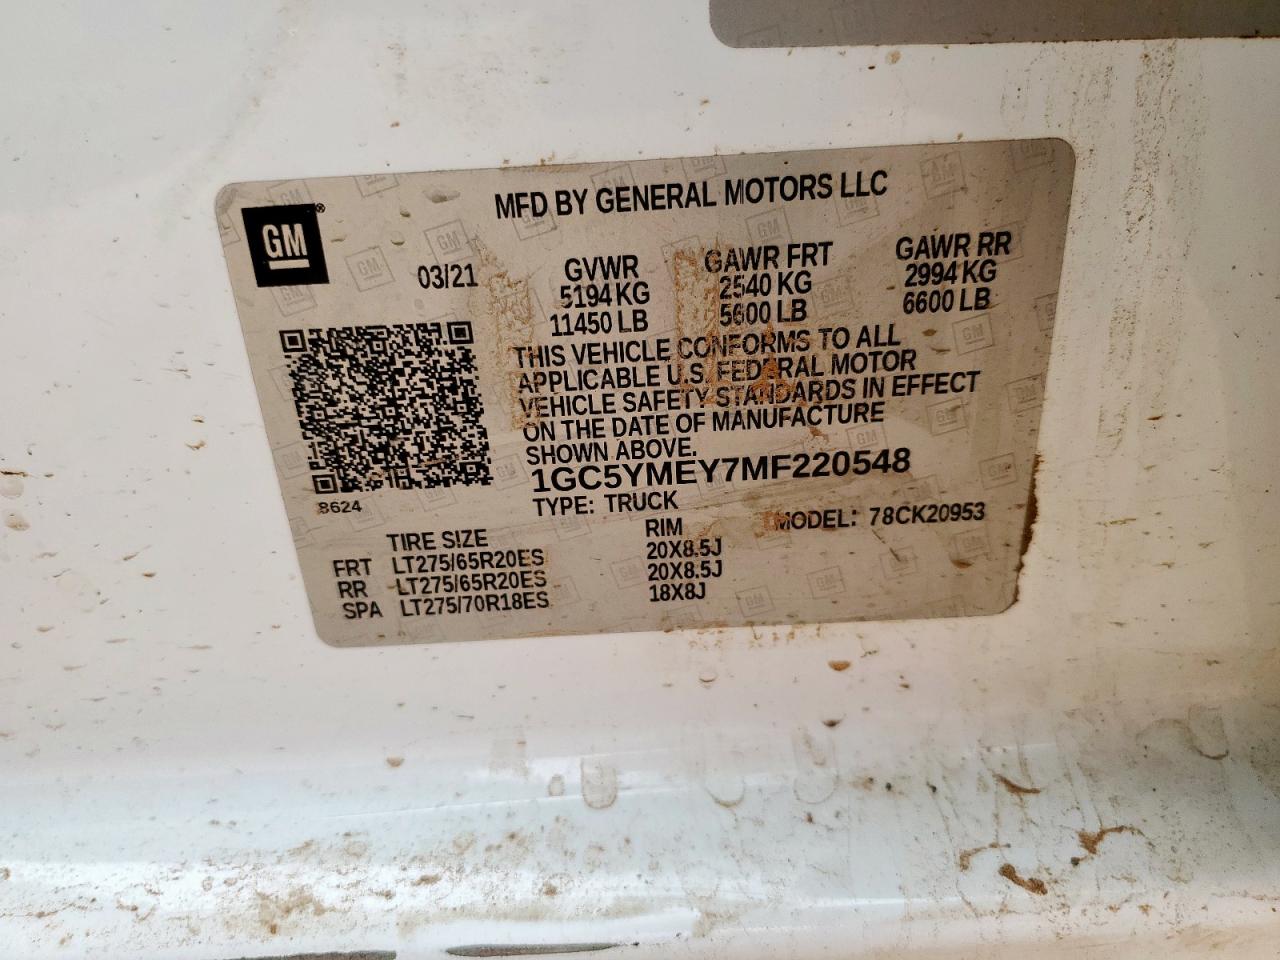 MFD BY GENERAL MOTORS LLC
GM®
03/21
GVWR GAWR FRT GAWR RR
5194 KG 2540 KG 2994 KG
11450 LB 5600 LB 6600 LB
THIS VEHICLE CONFORMS TO ALL
APPLICABLE U.S. FEDERAL MOTOR
VEHICLE SAFETY STANDARDS IN EFFECT
ON THE DATE OF MANUFACTURE
SHOWN ABOVE.
1GC5YMEY7MF220548
8624
TYPE: TRUCK MODEL: 78CK20953
TIRE SIZE RIM
FRT LT275/65R20ES 20X8.5J
RR LT275/65R20ES 20X8.5J
SPA LT275/70R18ES 18X8J